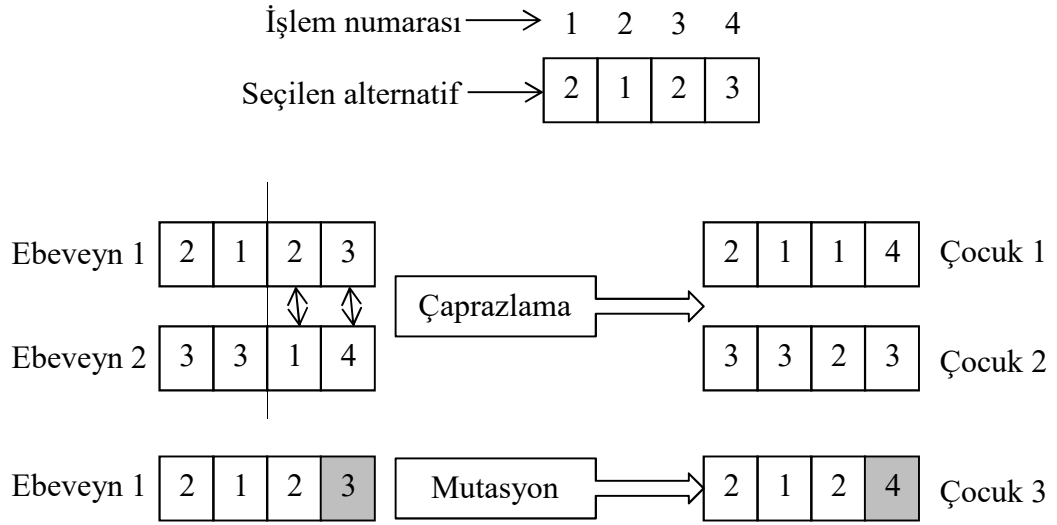 İşlem numarası 1 2 3 4
Seçilen alternatif 2 1 2 3
Ebeveyn 1 2 1 2 3 2 1 1 4 Çocuk 1
Çaprazlama
Ebeveyn 2 3 3 1 4 3 3 2 3 Çocuk 2
Ebeveyn 1 2 1 2 3 Mutasyon 2 1 2 4 Çocuk 3